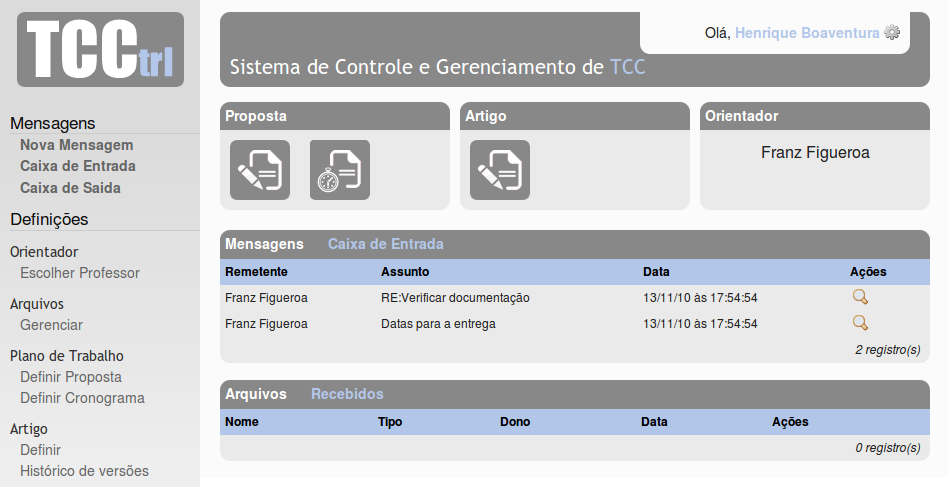 TCCtrl
Olá, Henrique Boaventura
Sistema de Controle e Gerenciamento de TCC
Mensagens
Nova Mensagem
Caixa de Entrada
Caixa de Saida
Definições
Orientador
Escolher Professor
Arquivos
Gerenciar
Plano de Trabalho
Definir Proposta
Definir Cronograma
Artigo
Definir
Histórico de versões
Proposta
Artigo
Orientador
Franz Figueroa
Mensagens Caixa de Entrada
Remetente Assunto Data Ações
Franz Figueroa RE:Verificar documentação 13/11/10 às 17:54:54
Franz Figueroa Datas para a entrega 13/11/10 às 17:54:54
2 registro(s)
Arquivos Recebidos
Nome Tipo Dono Data Ações
0 registro(s)